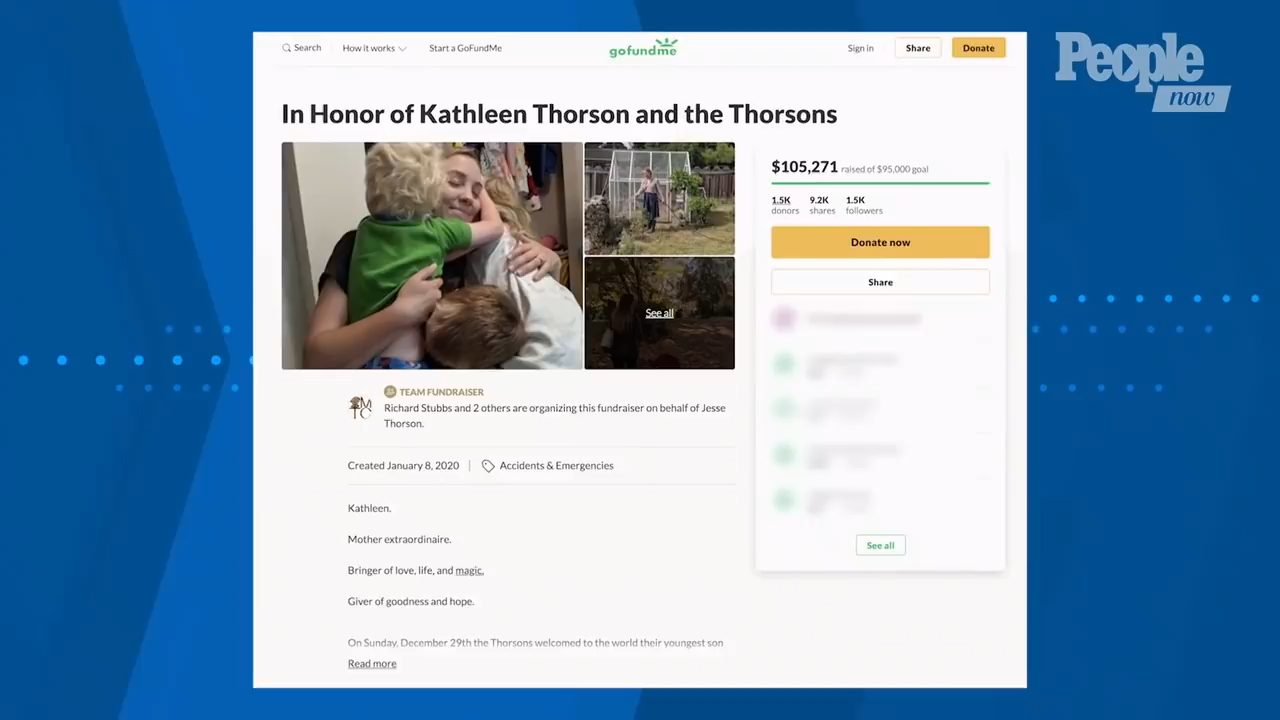 Search
How it works
Start a GoFundMe
gofundme
Sign in
Share
Donate
People
now
In Honor of Kathleen Thorson and the Thorsons
See all
$105,271 raised of $95,000 goal
1.5K 9.2K 1.5K
donors shares followers
Donate now
Share
See all
TEAM FUNDRAISER
Richard Stubbs and 2 others are organizing this fundraiser on behalf of Jesse
Thorson.
Created January 8, 2020 | Accidents & Emergencies
Kathleen.
Mother extraordinaire.
Bringer of love, life, and magic.
Giver of goodness and hope.
On Sunday, December 29th the Thorsons welcomed to the world their youngest son
Read more